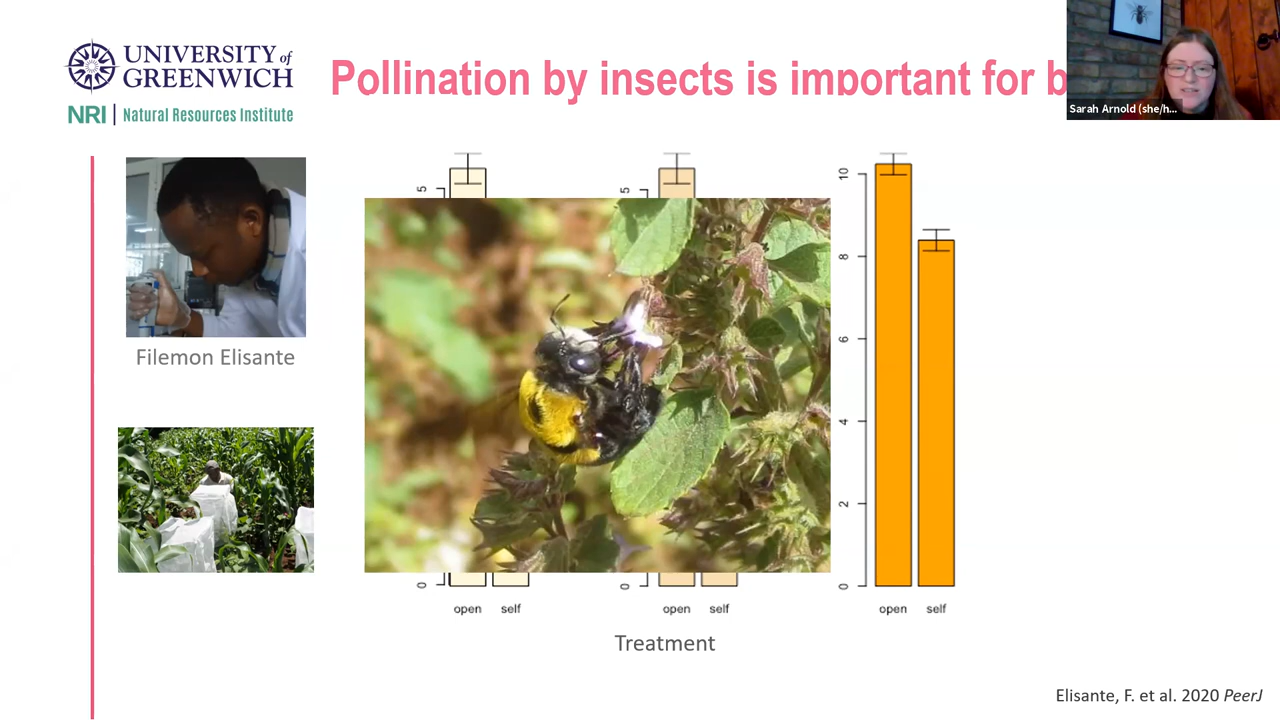 UNIVERSITY of
GREENWICH
NRI | Natural Resources Institute
Pollination by insects is important for b
Sarah Arnold (she/h...
Filemon Elisante
5
0
open self
5
0
open self
10
8
6
4
2
0
open self
Treatment
Elisante, F. et al. 2020 PeerJ